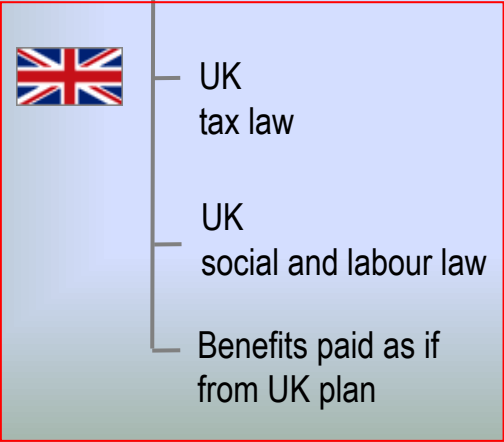 UK
tax law
UK
social and labour law
Benefits paid as if
from UK plan